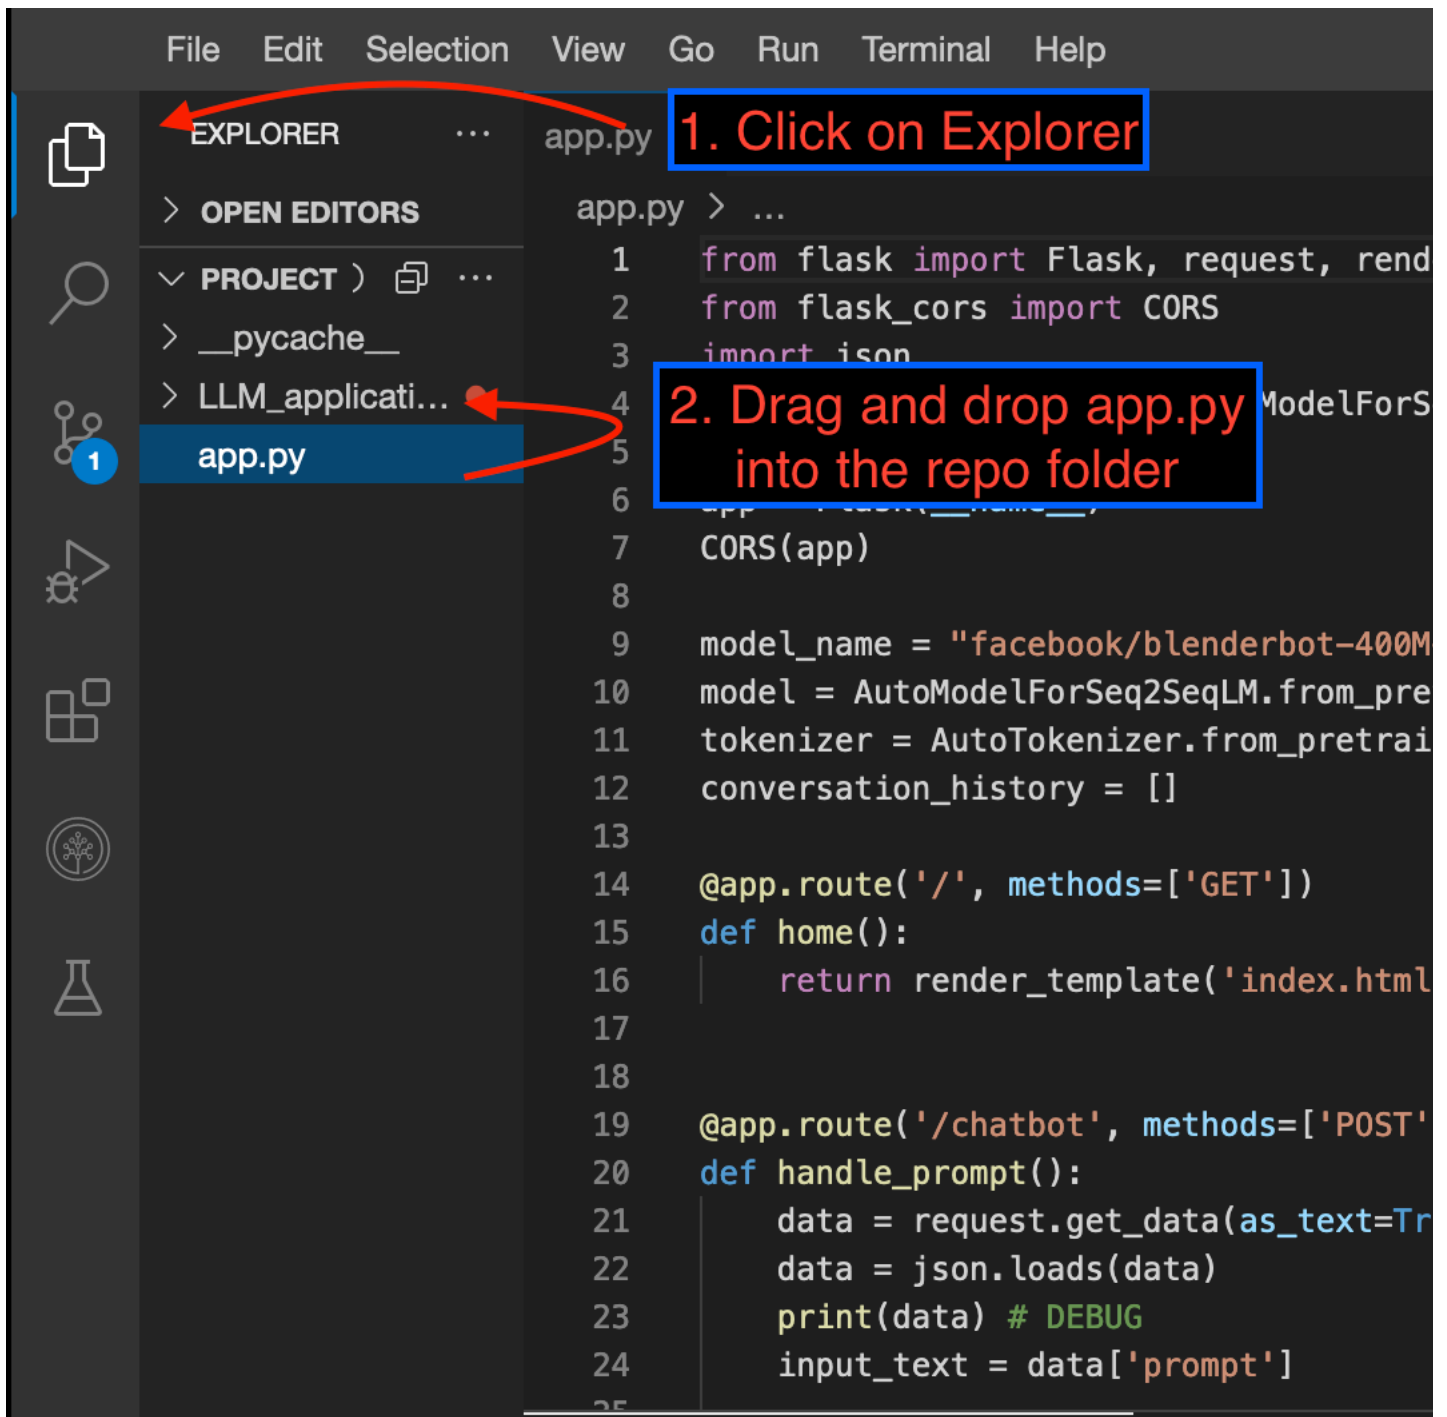 File Edit Selection View Go Run Terminal Help
EXPLORER ...
app.py
1. Click on Explorer
OPEN EDITORS
app.py > ...
PROJECT ) ...
__pycache__
LLM_applicati...
app.py
1
2. Drag and drop app.py
into the repo folder
1 from flask import Flask, request, rend
2 from flask_cors import CORS
3 import json
4 ModelForS
5
6 app = Flask(__name__)
7 CORS(app)
8
9 model_name = "facebook/blenderbot-400M
10 model = AutoModelForSeq2SeqLM.from_pre
11 tokenizer = AutoTokenizer.from_pretrai
12 conversation_history = []
13
14 @app.route('/', methods=['GET'])
15 def home():
16 return render_template('index.html
17
18
19 @app.route('/chatbot', methods=['POST'
20 def handle_prompt():
21 data = request.get_data(as_text=Tr
22 data = json.loads(data)
23 print(data) # DEBUG
24 input_text = data['prompt']
25